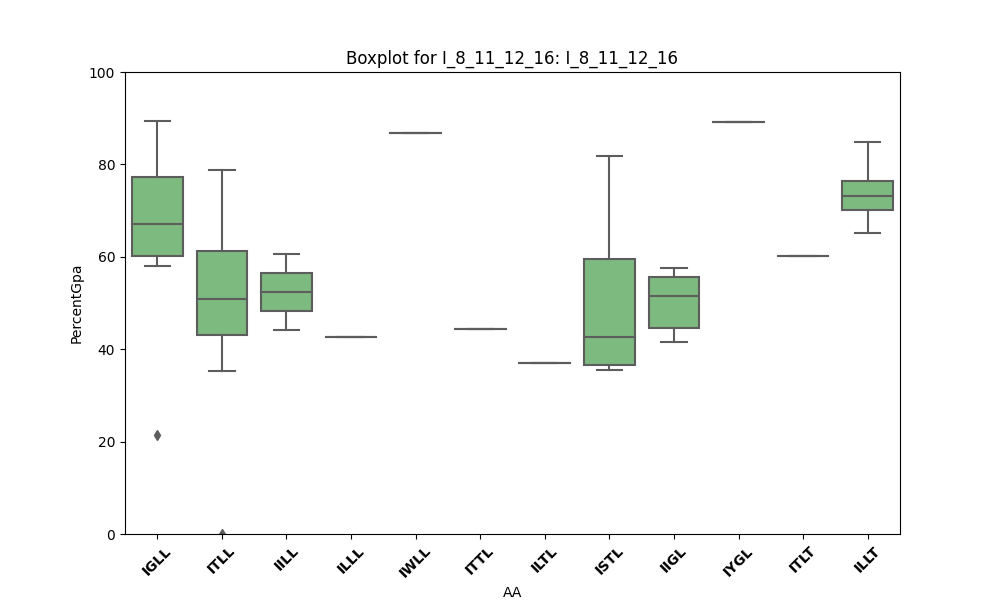 Boxplot for I_8_11_12_16: I_8_11_12_16
PercentGpa
100
80
60
40
20
0
IGLL ITLL IILL ILLL IWLL ITTL ILTL ISTL IIGL IYGL ITLT ILLT
AA